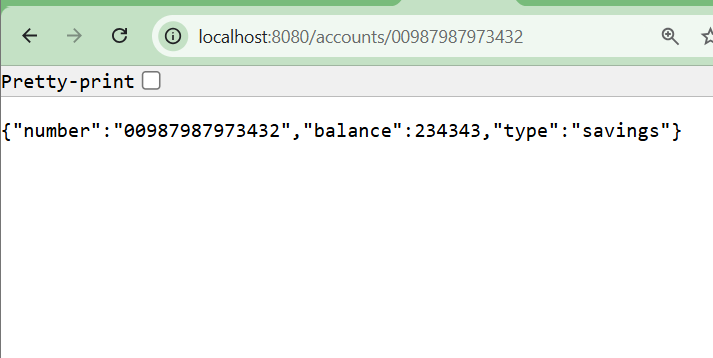 localhost:8080/accounts/00987987973432
Pretty-print
{"number":"00987987973432","balance":234343,"type":"savings"}